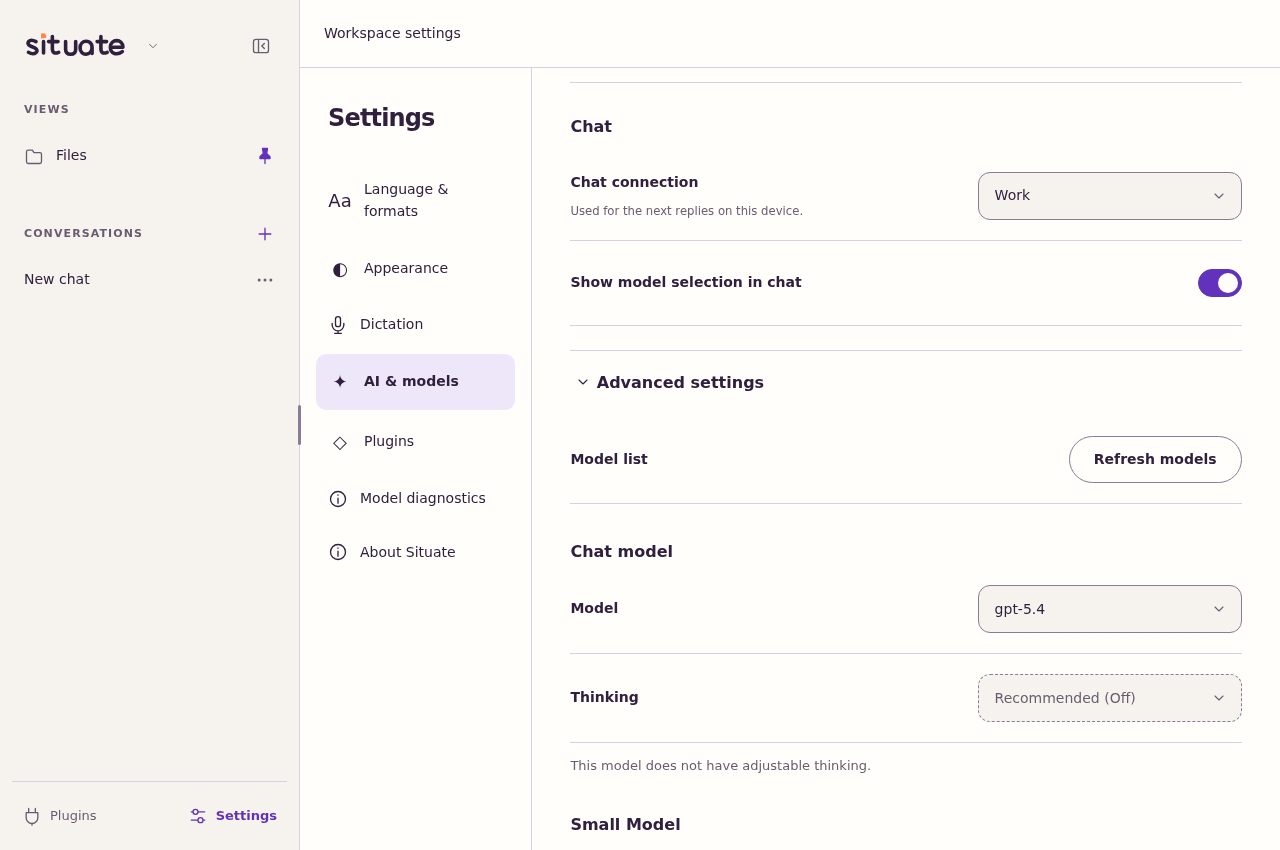 situate
VIEWS
Files
CONVERSATIONS
New chat
Plugins
Settings
Workspace settings
Settings
Aa
Language &
formats
Appearance
Dictation
AI & models
Plugins
Model diagnostics
About Situate
Chat
Chat connection
Work
Used for the next replies on this device.
Show model selection in chat
Advanced settings
Model list
Refresh models
Chat model
Model
gpt-5.4
Thinking
Recommended (Off)
This model does not have adjustable thinking.
Small Model